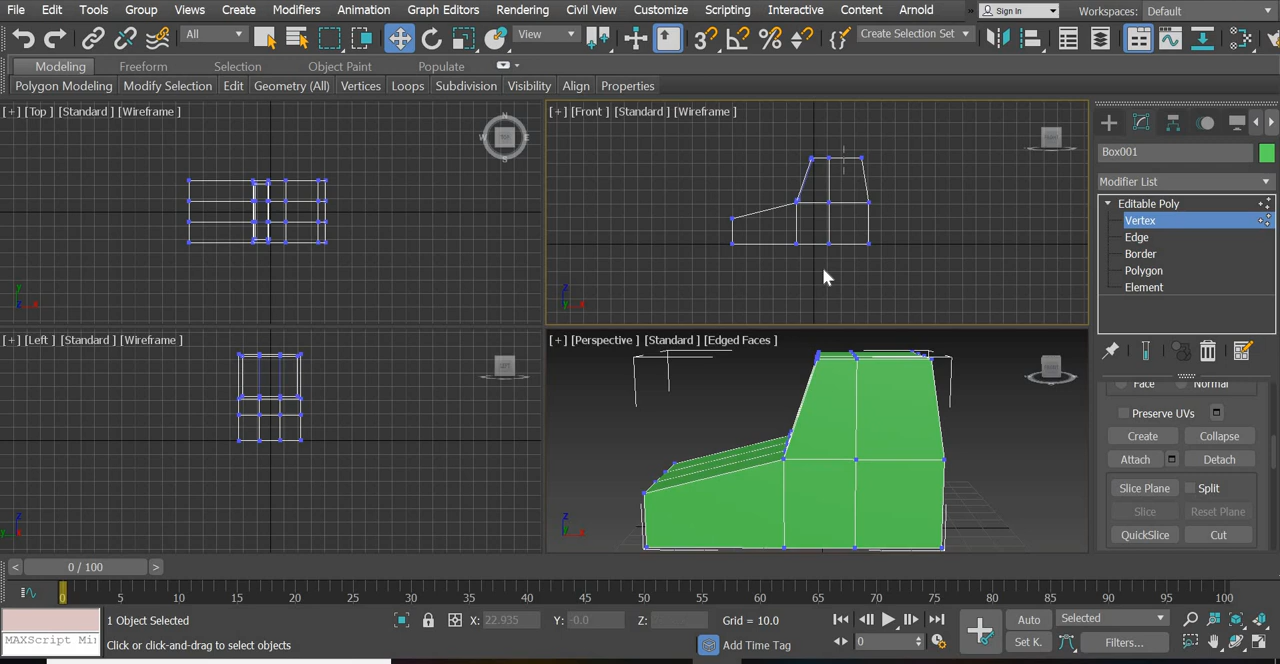 File Edit Tools Group Views Create Modifiers Animation Graph Editors Rendering Civil View Customize Scripting Interactive Content Arnold » Sign In Workspaces: Default
All View Create Selection Set
Modeling Freeform Selection Object Paint Populate
Polygon Modeling Modify Selection Edit Geometry (All) Vertices Loops Subdivision Visibility Align Properties
[+] [Top] [Standard] [Wireframe]
[+] [Front] [Standard] [Wireframe]
Box001
Modifier List
Editable Poly
Vertex
Edge
Border
Polygon
Element
[+] [Left] [Standard] [Wireframe]
[+] [Perspective] [Standard] [Edged Faces]
Face Normal
Preserve UVs
Create Collapse
Attach Detach
Slice Plane Split
Slice Reset Plane
QuickSlice Cut
< 0 / 100 >
0 5 10 15 20 25 30 35 40 45 50 55 60 65 70 75 80 85 90 95 100
1 Object Selected X: 22.935 Y: -0.0 Z: Grid = 10.0 Auto Selected
MAXScript Mi Click or click-and-drag to select objects Add Time Tag 0 Set K. Filters...